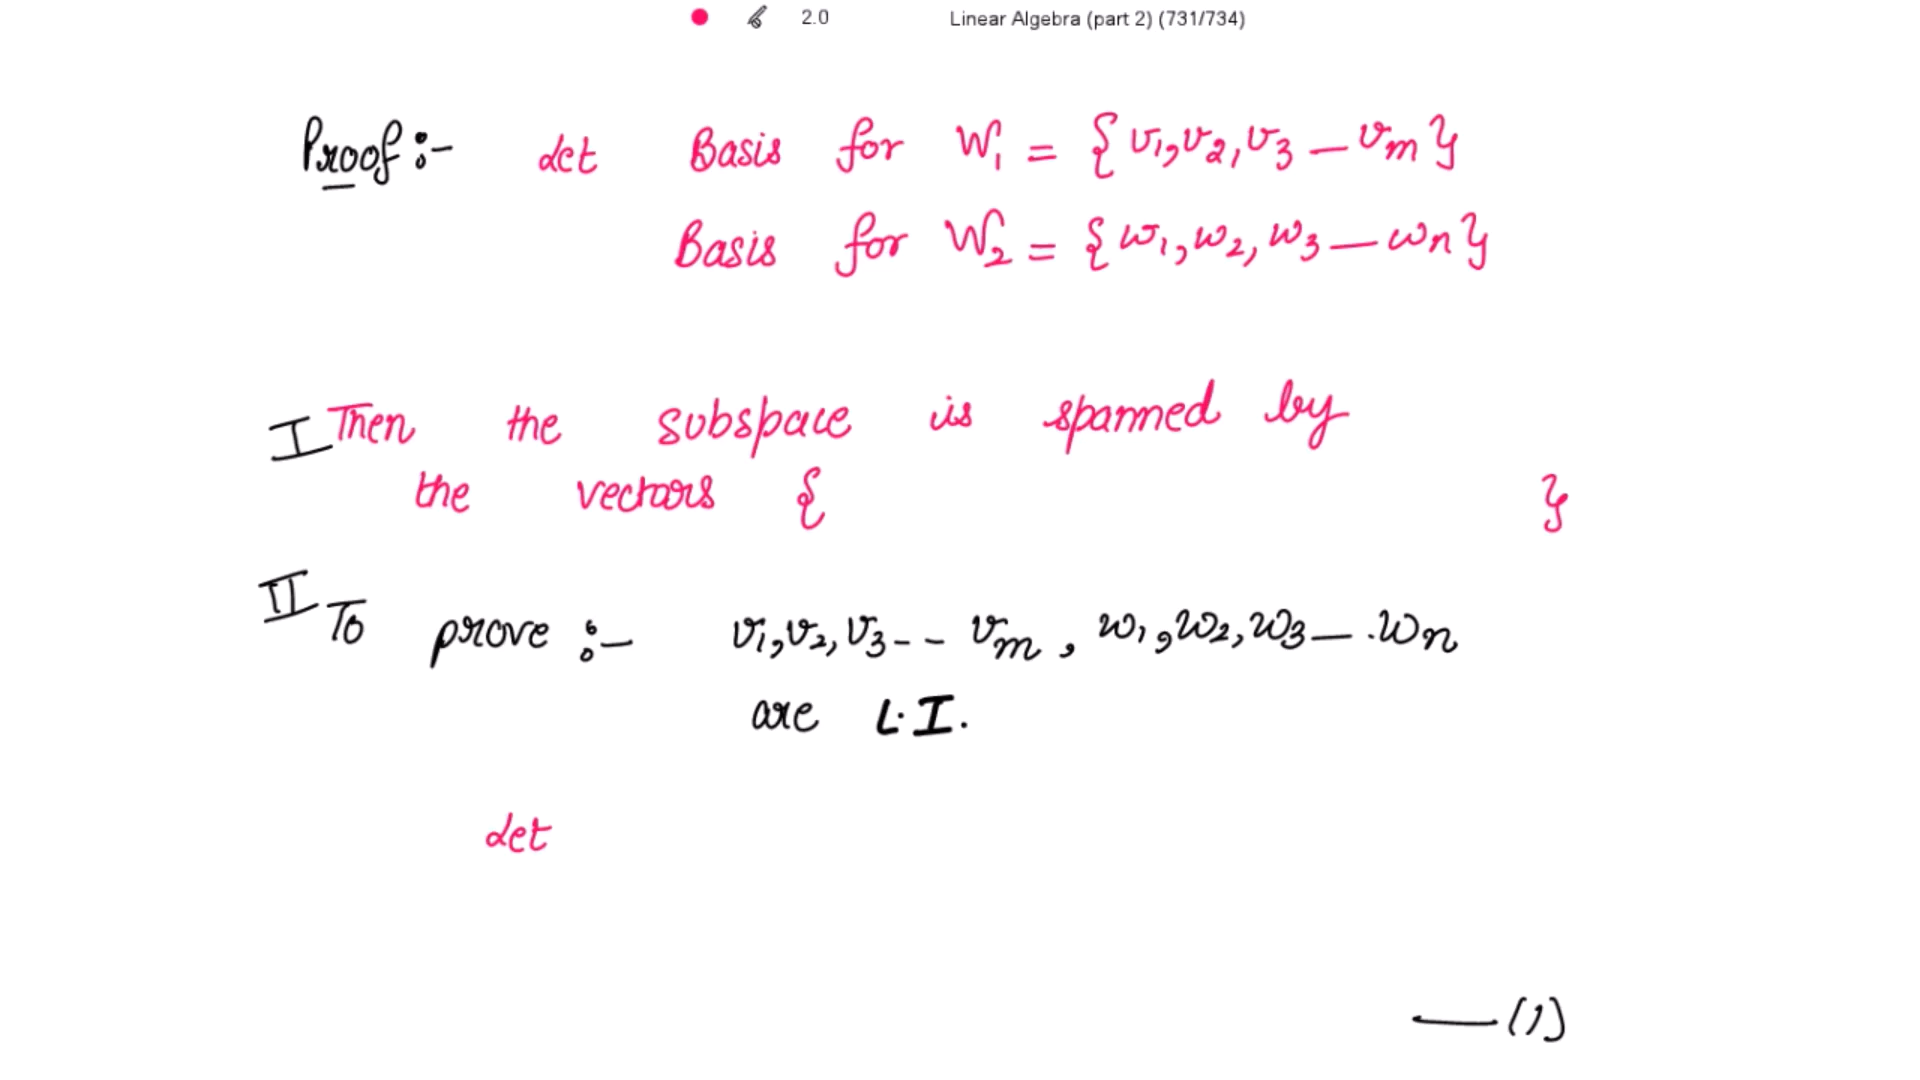 2.0 Linear Algebra (part 2) (731/734)
Proof :- Let Basis for W₁ = { v₁, v₂, v₃ — vm }
Basis for W₂ = { w₁, w₂, w₃ — wn }
I Then the subspace is spanned by
the vectors { }
II To prove :- v₁, v₂, v₃ - - vm , w₁, w₂, w₃ — . wn
are L.I.
Let
— (1)